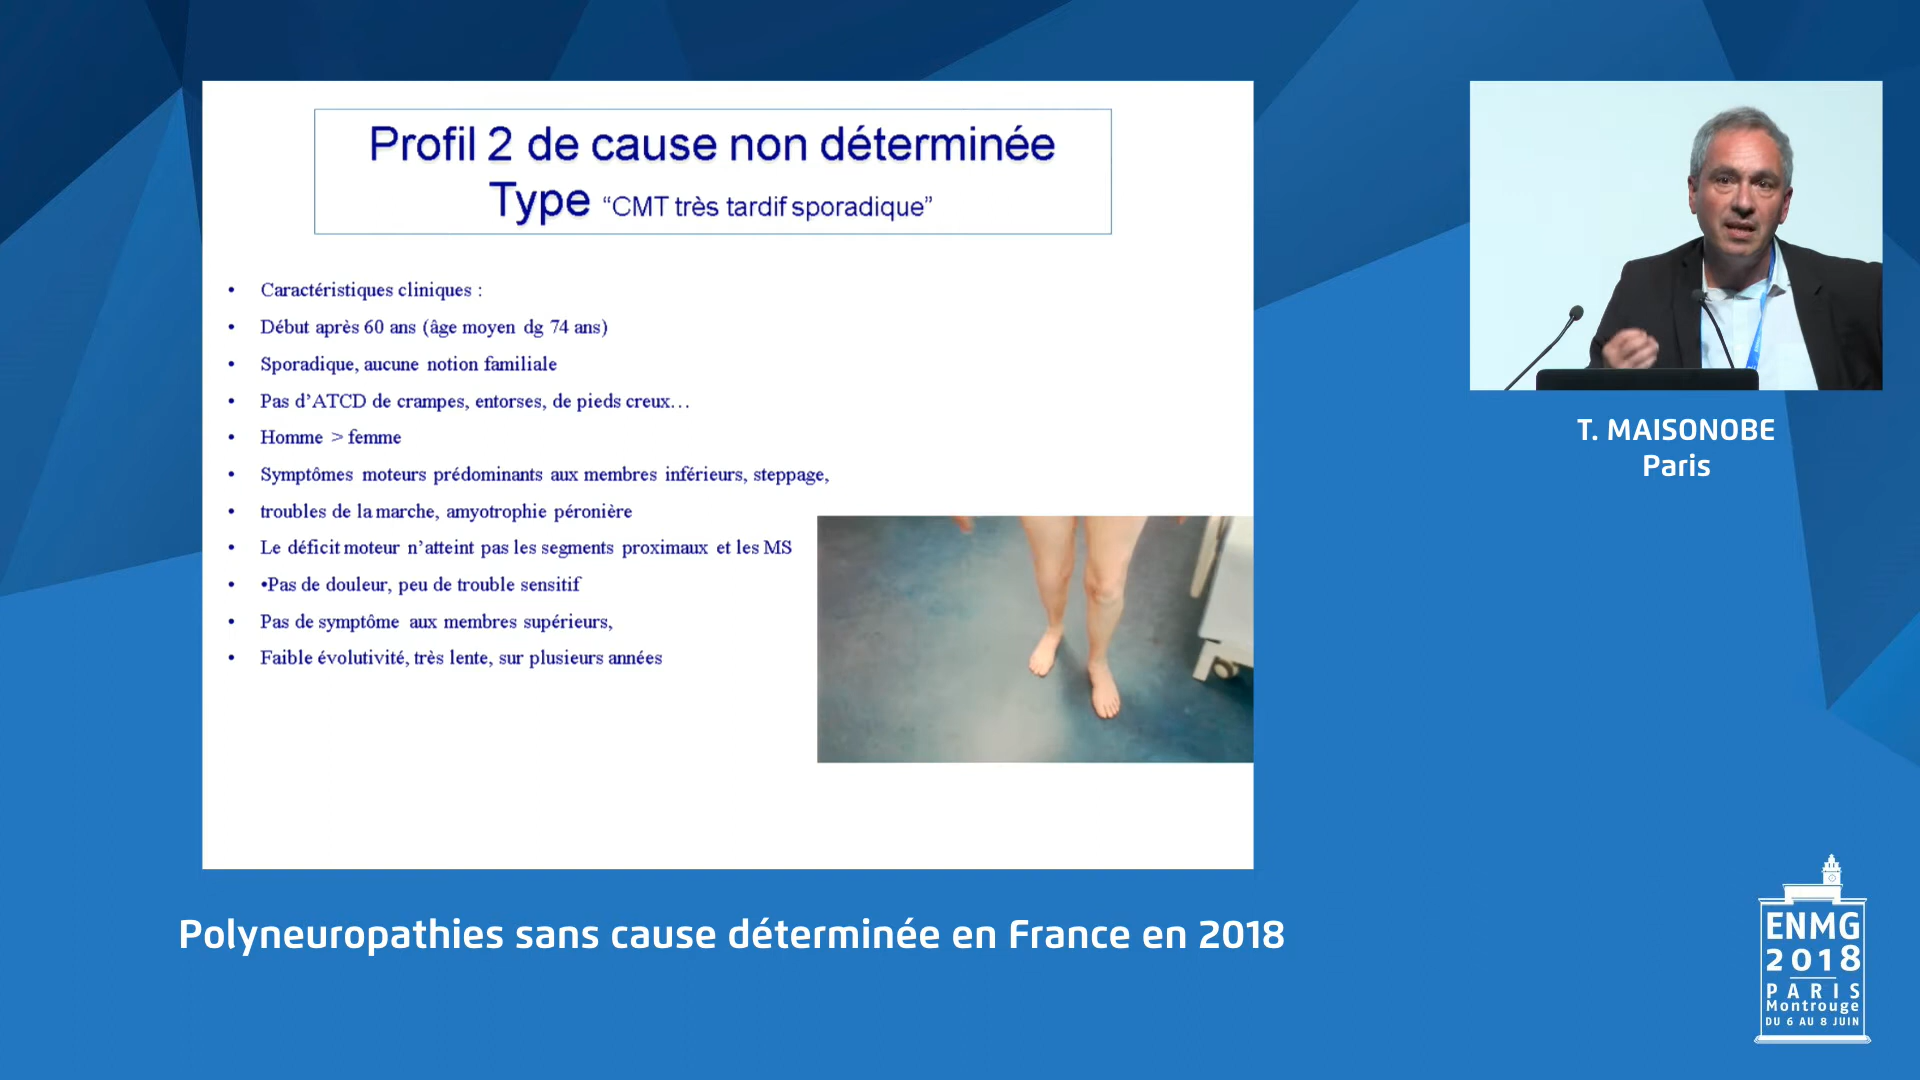 Profil 2 de cause non déterminée
Type “CMT très tardif sporadique”
• Caractéristiques cliniques :
• Début après 60 ans (âge moyen dg 74 ans)
• Sporadique, aucune notion familiale
• Pas d’ATCD de crampes, entorses, de pieds creux…
• Homme > femme
• Symptômes moteurs prédominants aux membres inférieurs, steppage,
• troubles de la marche, amyotrophie péronière
• Le déficit moteur n’atteint pas les segments proximaux et les MS
• •Pas de douleur, peu de trouble sensitif
• Pas de symptôme aux membres supérieurs,
• Faible évolutivité, très lente, sur plusieurs années
T. MAISONOBE
Paris
Polyneuropathies sans cause déterminée en France en 2018
ENMG
2018
PARIS
Montrouge
DU 6 AU 8 JUIN